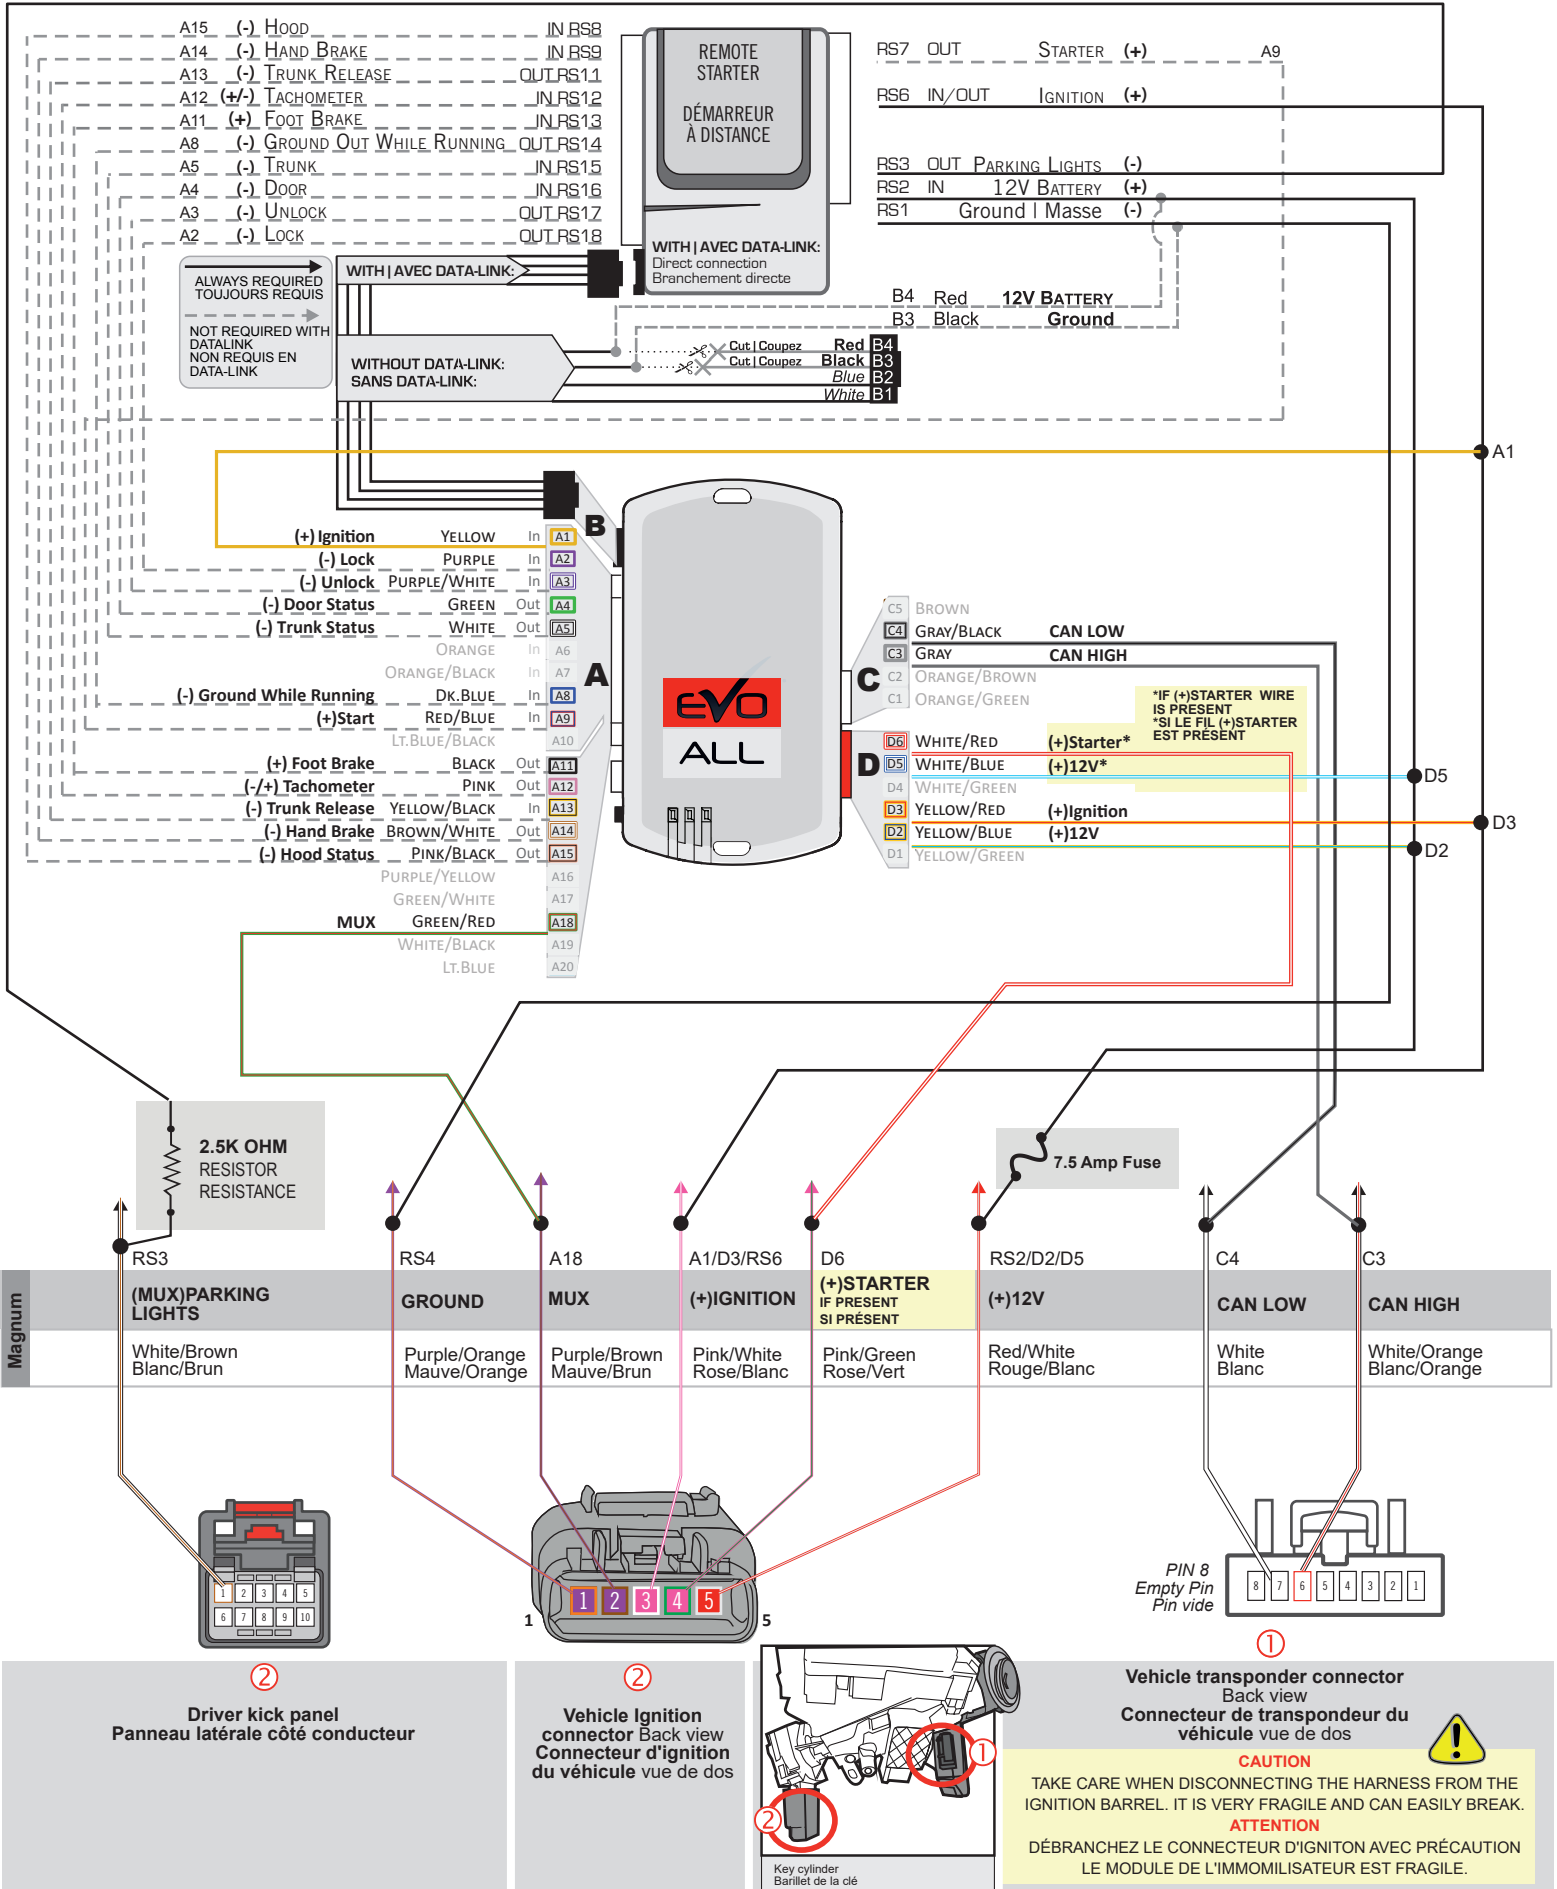 A15 (-) HOOD IN RS8
A14 (-) HAND BRAKE IN RS9
A13 (-) TRUNK RELEASE OUT RS11
A12 (+/-) TACHOMETER IN RS12
A11 (+) FOOT BRAKE IN RS13
A8 (-) GROUND OUT WHILE RUNNING OUT RS14
A5 (-) TRUNK IN RS15
A4 (-) DOOR IN RS16
A3 (-) UNLOCK OUT RS17
A2 (-) LOCK OUT RS18
REMOTE
STARTER
DÉMARREUR
À DISTANCE
WITH | AVEC DATA-LINK:
Direct connection
Branchement directe
RS7 OUT STARTER (+) A9
RS6 IN/OUT IGNITION (+)
RS3 OUT PARKING LIGHTS (-)
RS2 IN 12V BATTERY (+)
RS1 Ground | Masse (-)
ALWAYS REQUIRED
TOUJOURS REQUIS
NOT REQUIRED WITH
DATALINK
NON REQUIS EN
DATA-LINK
WITH | AVEC DATA-LINK:
WITHOUT DATA-LINK:
SANS DATA-LINK:
B4 Red 12V BATTERY
B3 Black Ground
Cut | Coupez Red B4
Cut | Coupez Black B3
Blue B2
White B1
A1
B
(+) Ignition YELLOW In A1
(-) Lock PURPLE In A2
(-) Unlock PURPLE/WHITE In A3
(-) Door Status GREEN Out A4
(-) Trunk Status WHITE Out A5
ORANGE In A6
ORANGE/BLACK In A7
(-) Ground While Running DK.BLUE In A8
(+)Start RED/BLUE In A9
LT.BLUE/BLACK A10
(+) Foot Brake BLACK Out A11
(-/+) Tachometer PINK Out A12
(-) Trunk Release YELLOW/BLACK In A13
(-) Hand Brake BROWN/WHITE Out A14
(-) Hood Status PINK/BLACK Out A15
PURPLE/YELLOW A16
GREEN/WHITE A17
MUX GREEN/RED A18
WHITE/BLACK A19
LT.BLUE A20
A
EVO
ALL
C
C5 BROWN
C4 GRAY/BLACK CAN LOW
C3 GRAY CAN HIGH
C2 ORANGE/BROWN
C1 ORANGE/GREEN
*IF (+)STARTER WIRE
IS PRESENT
*SI LE FIL (+)STARTER
EST PRÉSENT
D
D6 WHITE/RED (+)Starter*
D5 WHITE/BLUE (+)12V*
D4 WHITE/GREEN
D3 YELLOW/RED (+)Ignition
D2 YELLOW/BLUE (+)12V
D1 YELLOW/GREEN
D5
D3
D2
2.5K OHM
RESISTOR
RESISTANCE
7.5 Amp Fuse
RS3 RS4 A18 A1/D3/RS6 D6 RS2/D2/D5 C4 C3
Magnum
(MUX)PARKING
LIGHTS
GROUND
MUX
(+)IGNITION
(+)STARTER
IF PRESENT
SI PRÉSENT
(+)12V
CAN LOW
CAN HIGH
White/Brown
Blanc/Brun
Purple/Orange
Mauve/Orange
Purple/Brown
Mauve/Brun
Pink/White
Rose/Blanc
Pink/Green
Rose/Vert
Red/White
Rouge/Blanc
White
Blanc
White/Orange
Blanc/Orange
1 2 3 4 5
6 7 8 9 10
1 2 3 4 5
1 5
PIN 8
Empty Pin
Pin vide
8 7 6 5 4 3 2 1
2
Driver kick panel
Panneau latérale côté conducteur
2
Vehicle Ignition
connector Back view
Connecteur d'ignition
du véhicule vue de dos
1
2
Key cylinder
Barillet de la clé
1
Vehicle transponder connector
Back view
Connecteur de transpondeur du
véhicule vue de dos
!
CAUTION
TAKE CARE WHEN DISCONNECTING THE HARNESS FROM THE
IGNITION BARREL. IT IS VERY FRAGILE AND CAN EASILY BREAK.
ATTENTION
DÉBRANCHEZ LE CONNECTEUR D'IGNITON AVEC PRÉCAUTION
LE MODULE DE L'IMMOMILISATEUR EST FRAGILE.